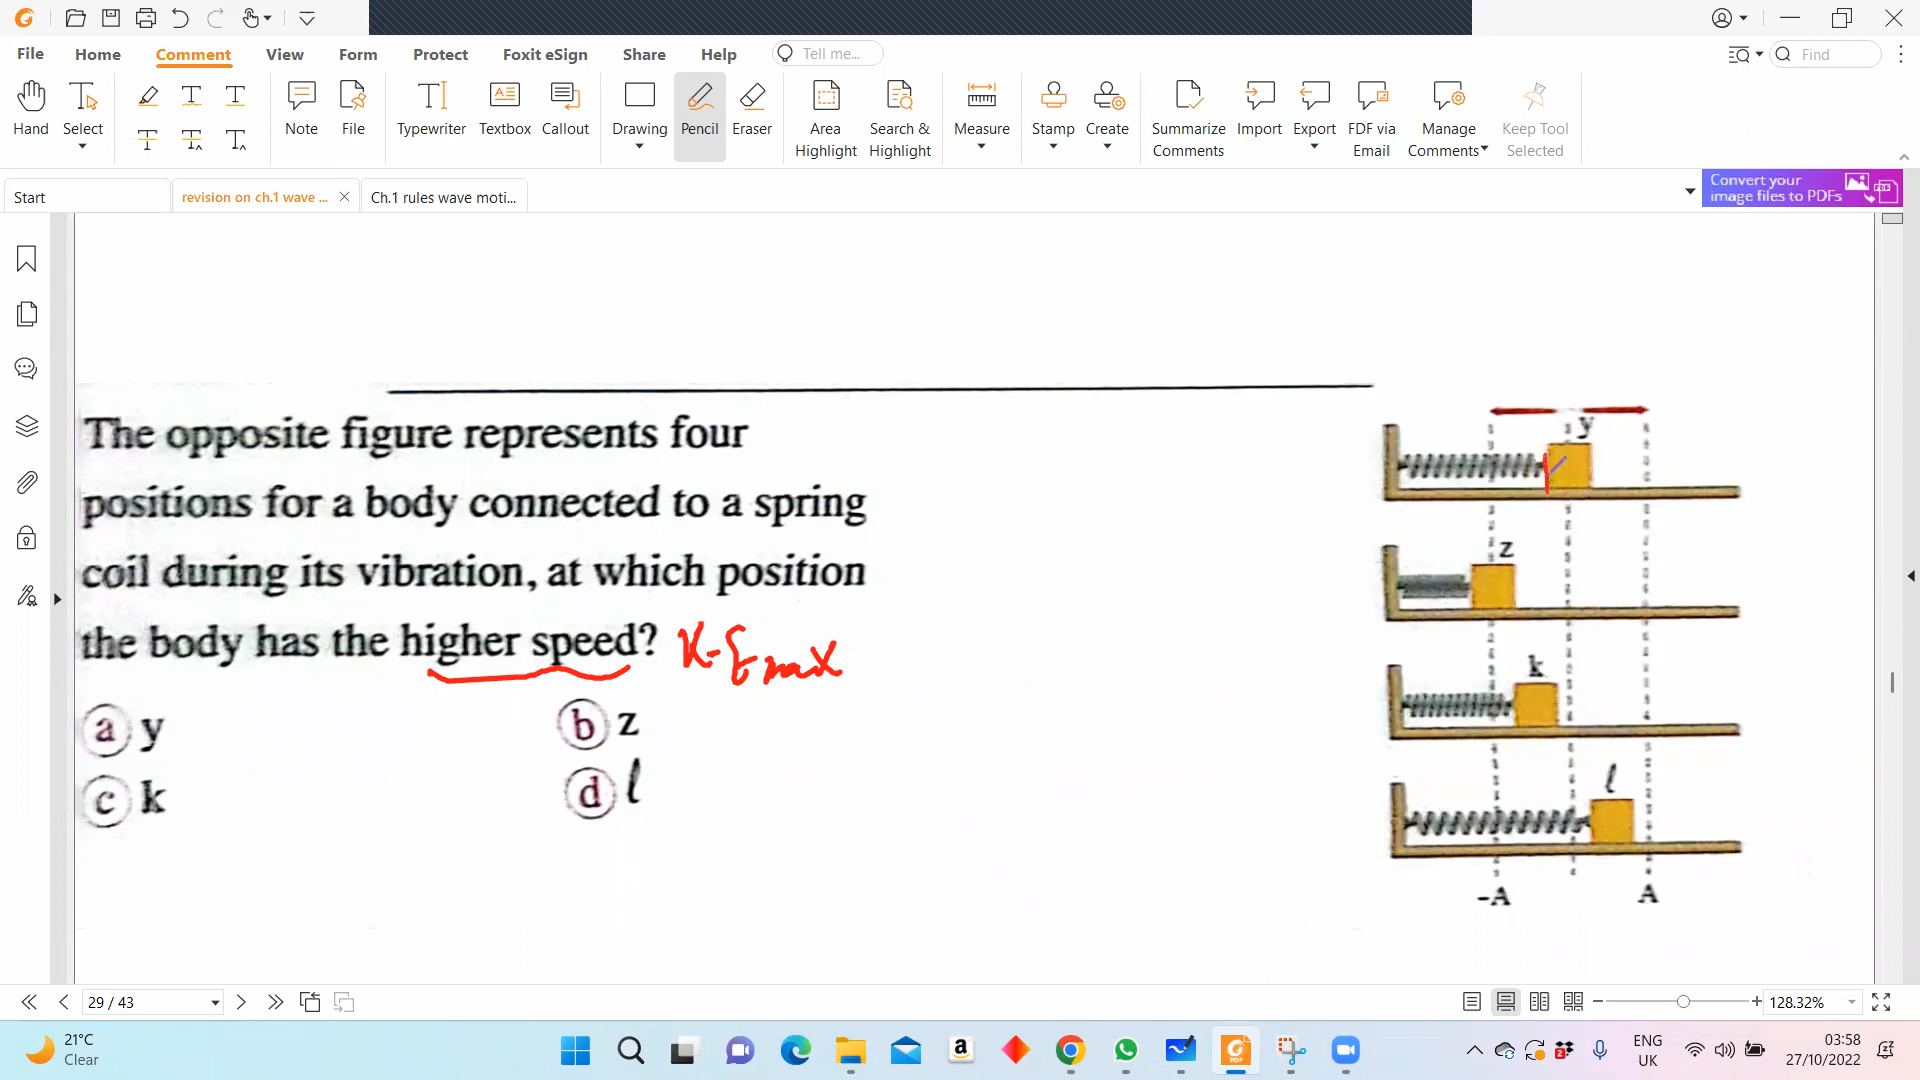 File
Home
Comment
View
Form
Protect
Foxit eSign
Share
Help
Tell me...
Find
Hand
Select
Note
File
Typewriter
Textbox
Callout
Drawing
Pencil
Eraser
Area Highlight
Search & Highlight
Measure
Stamp
Create
Summarize Comments
Import
Export
FDF via Email
Manage Comments
Keep Tool Selected
Start
revision on ch.1 wave ...
Ch.1 rules wave moti...
Convert your
image files to PDFs
The opposite figure represents four
positions for a body connected to a spring
coil during its vibration, at which position
the body has the higher speed? K.E max
a y
b z
c k
d l
y
z
k
l
-A
A
29 / 43
128.32%
21°C
Clear
ENG
UK
03:58
27/10/2022